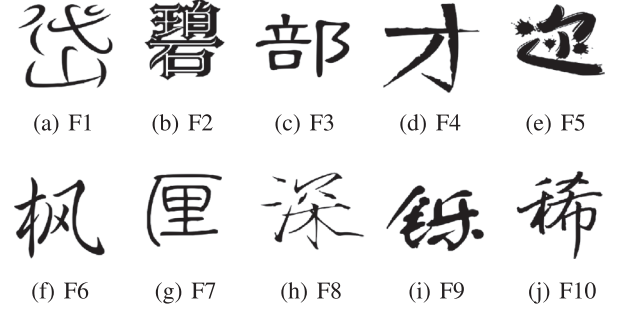 岱 碧 部 才 迩
(a) F1 (b) F2 (c) F3 (d) F4 (e) F5
枫 厘 深 铄 稀
(f) F6 (g) F7 (h) F8 (i) F9 (j) F10